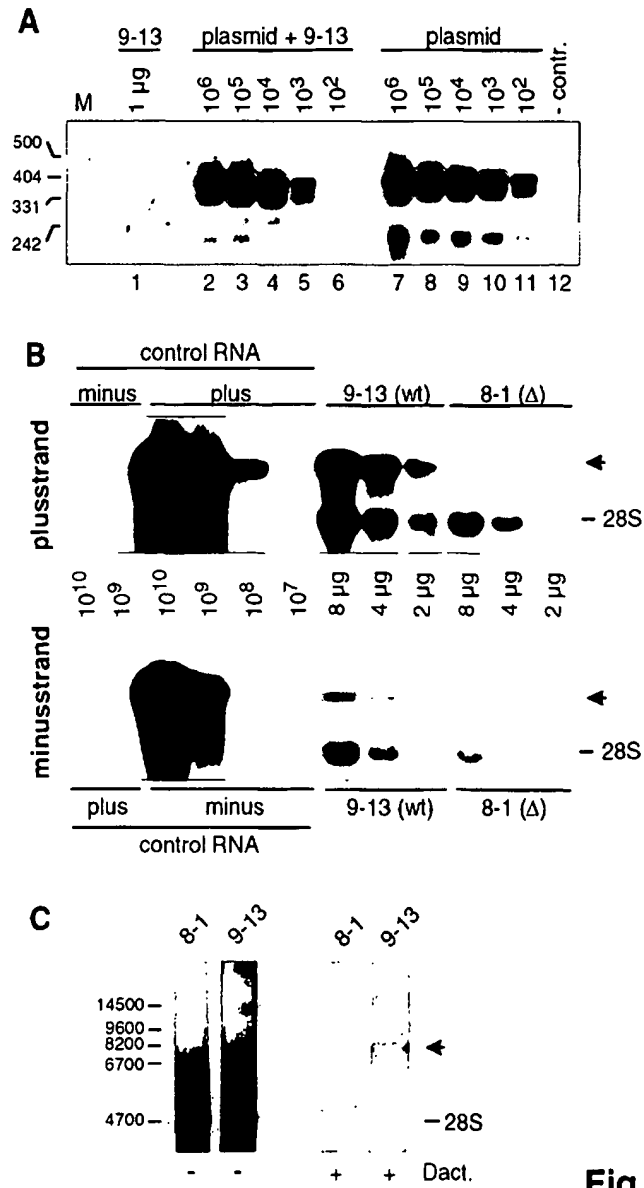 A
9-13 plasmid + 9-13 plasmid
M 1 µg 10⁶ 10⁵ 10⁴ 10³ 10² 10⁶ 10⁵ 10⁴ 10³ 10² - contr.
500
404
331
242
1 2 3 4 5 6 7 8 9 10 11 12
B
control RNA
minus plus 9-13 (wt) 8-1 (Δ)
plusstrand
28S
10¹⁰ 10⁹ 10¹⁰ 10⁹ 10⁸ 10⁷ 8 µg 4 µg 2 µg 8 µg 4 µg 2 µg
minusstrand
28S
plus minus 9-13 (wt) 8-1 (Δ)
control RNA
C
8-1 9-13 8-1 9-13
14500
9600
8200
6700
4700
28S
- - + + Dact.
Fig